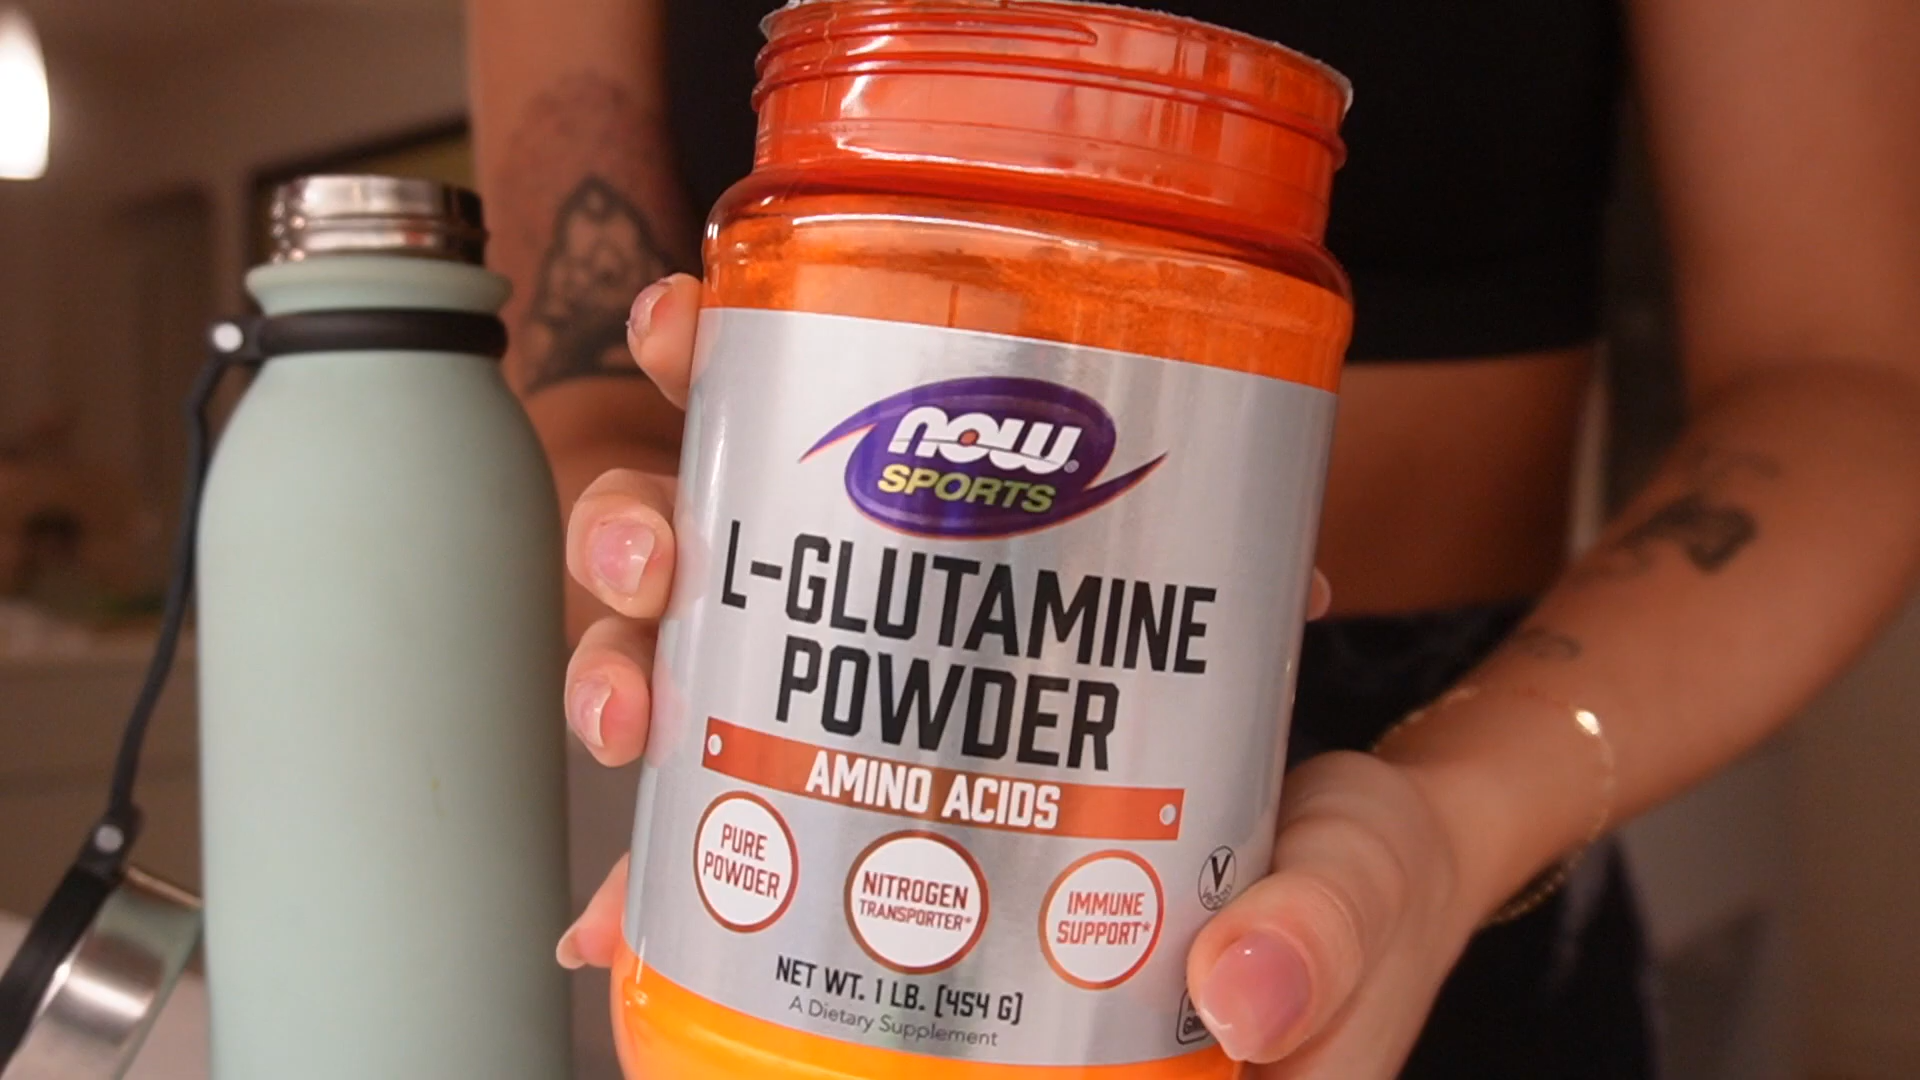 NOW®
SPORTS
L-GLUTAMINE
POWDER
AMINO ACIDS
PURE
POWDER
NITROGEN
TRANSPORTER*
IMMUNE
SUPPORT*
V
NET WT. 1 LB. [454 G]
A Dietary Supplement